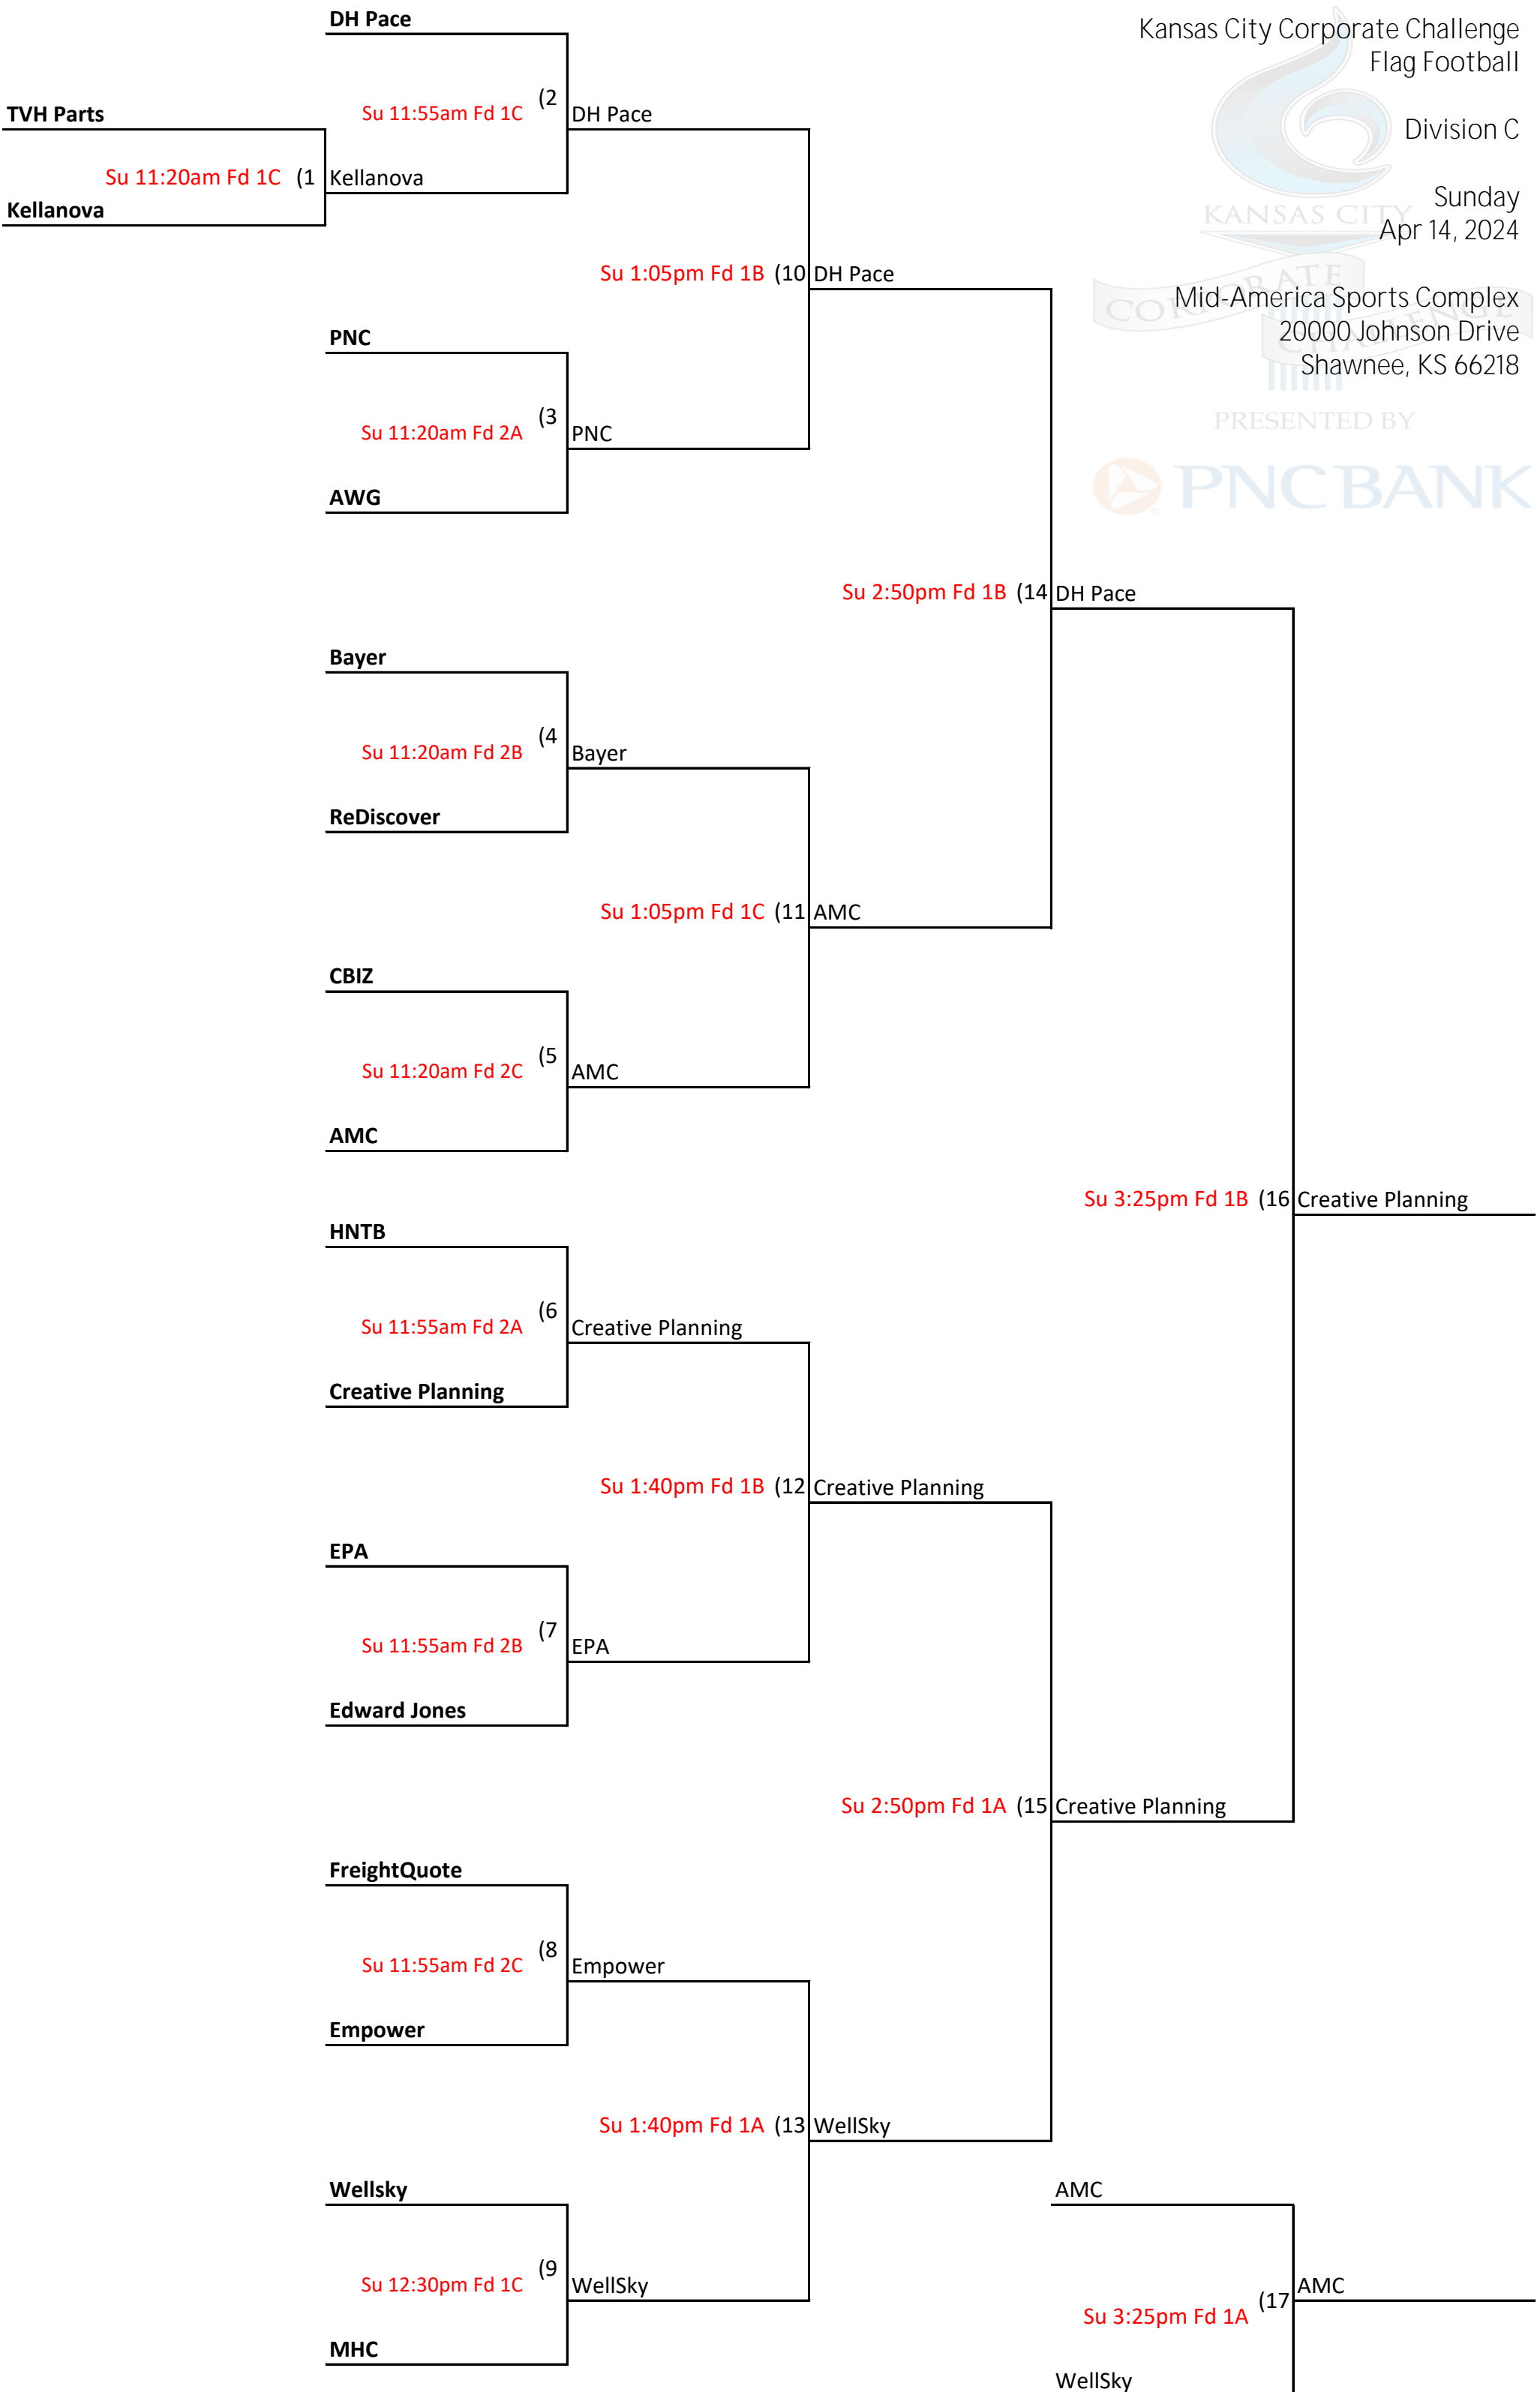 Kansas City Corporate Challenge
Flag Football
Division C
Sunday
Apr 14, 2024
Mid-America Sports Complex
20000 Johnson Drive
Shawnee, KS 66218
KANSAS CITY
CORPORATE
CHALLENGE
PRESENTED BY
PNC BANK
DH Pace
Su 11:55am Fd 1C (2
DH Pace
TVH Parts
Su 11:20am Fd 1C (1
Kellanova
Kellanova
Su 1:05pm Fd 1B (10
DH Pace
PNC
Su 11:20am Fd 2A (3
PNC
AWG
Su 2:50pm Fd 1B (14
DH Pace
Bayer
Su 11:20am Fd 2B (4
Bayer
ReDiscover
Su 1:05pm Fd 1C (11
AMC
CBIZ
Su 11:20am Fd 2C (5
AMC
AMC
Su 3:25pm Fd 1B (16
Creative Planning
HNTB
Su 11:55am Fd 2A (6
Creative Planning
Creative Planning
Su 1:40pm Fd 1B (12
Creative Planning
EPA
Su 11:55am Fd 2B (7
EPA
Edward Jones
Su 2:50pm Fd 1A (15
Creative Planning
FreightQuote
Su 11:55am Fd 2C (8
Empower
Empower
Su 1:40pm Fd 1A (13
WellSky
Wellsky
Su 12:30pm Fd 1C (9
WellSky
MHC
AMC
Su 3:25pm Fd 1A (17
AMC
WellSky